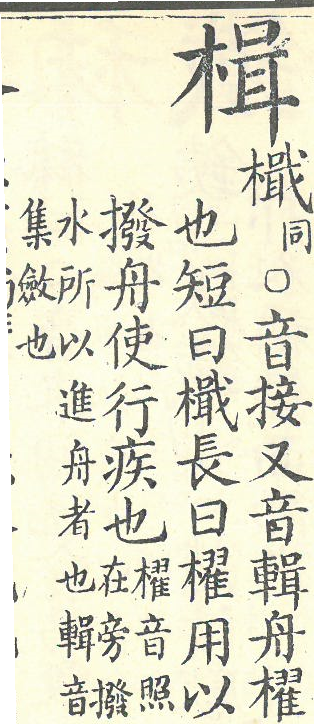 楫
檝同○音接又音輯舟櫂
也短曰檝長曰櫂用以
撥舟使行疾也
櫂音照
在旁撥
水所以進舟者也輯音
集斂也